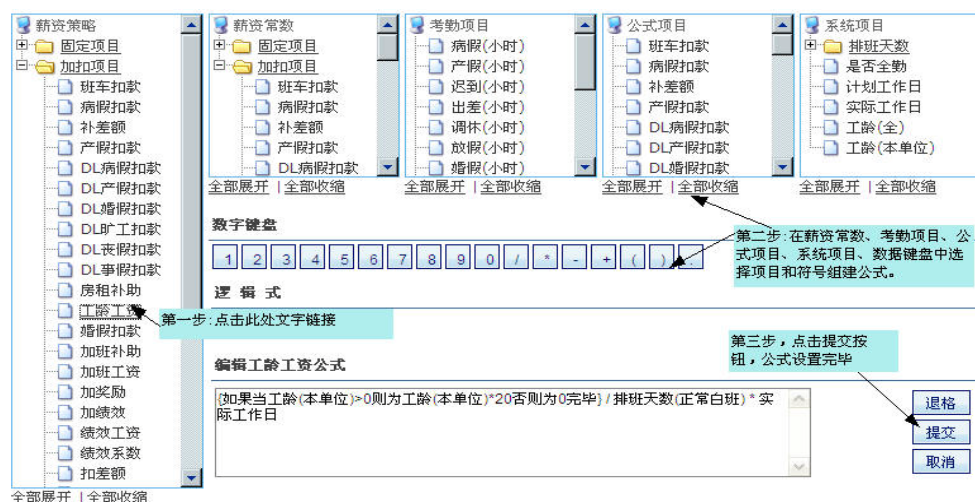 薪资策略
固定项目
加扣项目
班车扣款
病假扣款
补差额
产假扣款
DL病假扣款
DL产假扣款
DL婚假扣款
DL旷工扣款
DL丧假扣款
DL事假扣款
房租补助
工龄工资
婚假扣款
加班补助
加班工资
加奖励
加绩效
绩效工资
绩效系数
扣差额
全部展开 | 全部收缩
薪资常数
固定项目
加扣项目
班车扣款
病假扣款
补差额
产假扣款
DL病假扣款
全部展开 | 全部收缩
考勤项目
病假(小时)
产假(小时)
迟到(小时)
出差(小时)
调休(小时)
放假(小时)
婚假(小时)
全部展开 | 全部收缩
公式项目
班车扣款
病假扣款
补差额
产假扣款
DL病假扣款
DL产假扣款
DL婚假扣款
全部展开 | 全部收缩
系统项目
排班天数
是否全勤
计划工作日
实际工作日
工龄(全)
工龄(本单位)
全部展开 | 全部收缩
数字键盘
1 2 3 4 5 6 7 8 9 0 / * - + ( ) .
第二步:在薪资常数、考勤项目、公
式项目、系统项目、数据键盘中选
择项目和符号组建公式。
逻 辑 式
第一步:点击此处文字链接
第三步，点击提交按
钮，公式设置完毕
编辑工龄工资公式
{如果当工龄(本单位)>0则为工龄(本单位)*20否则为0完毕} / 排班天数(正常白班) * 实
际工作日
退格
提交
取消